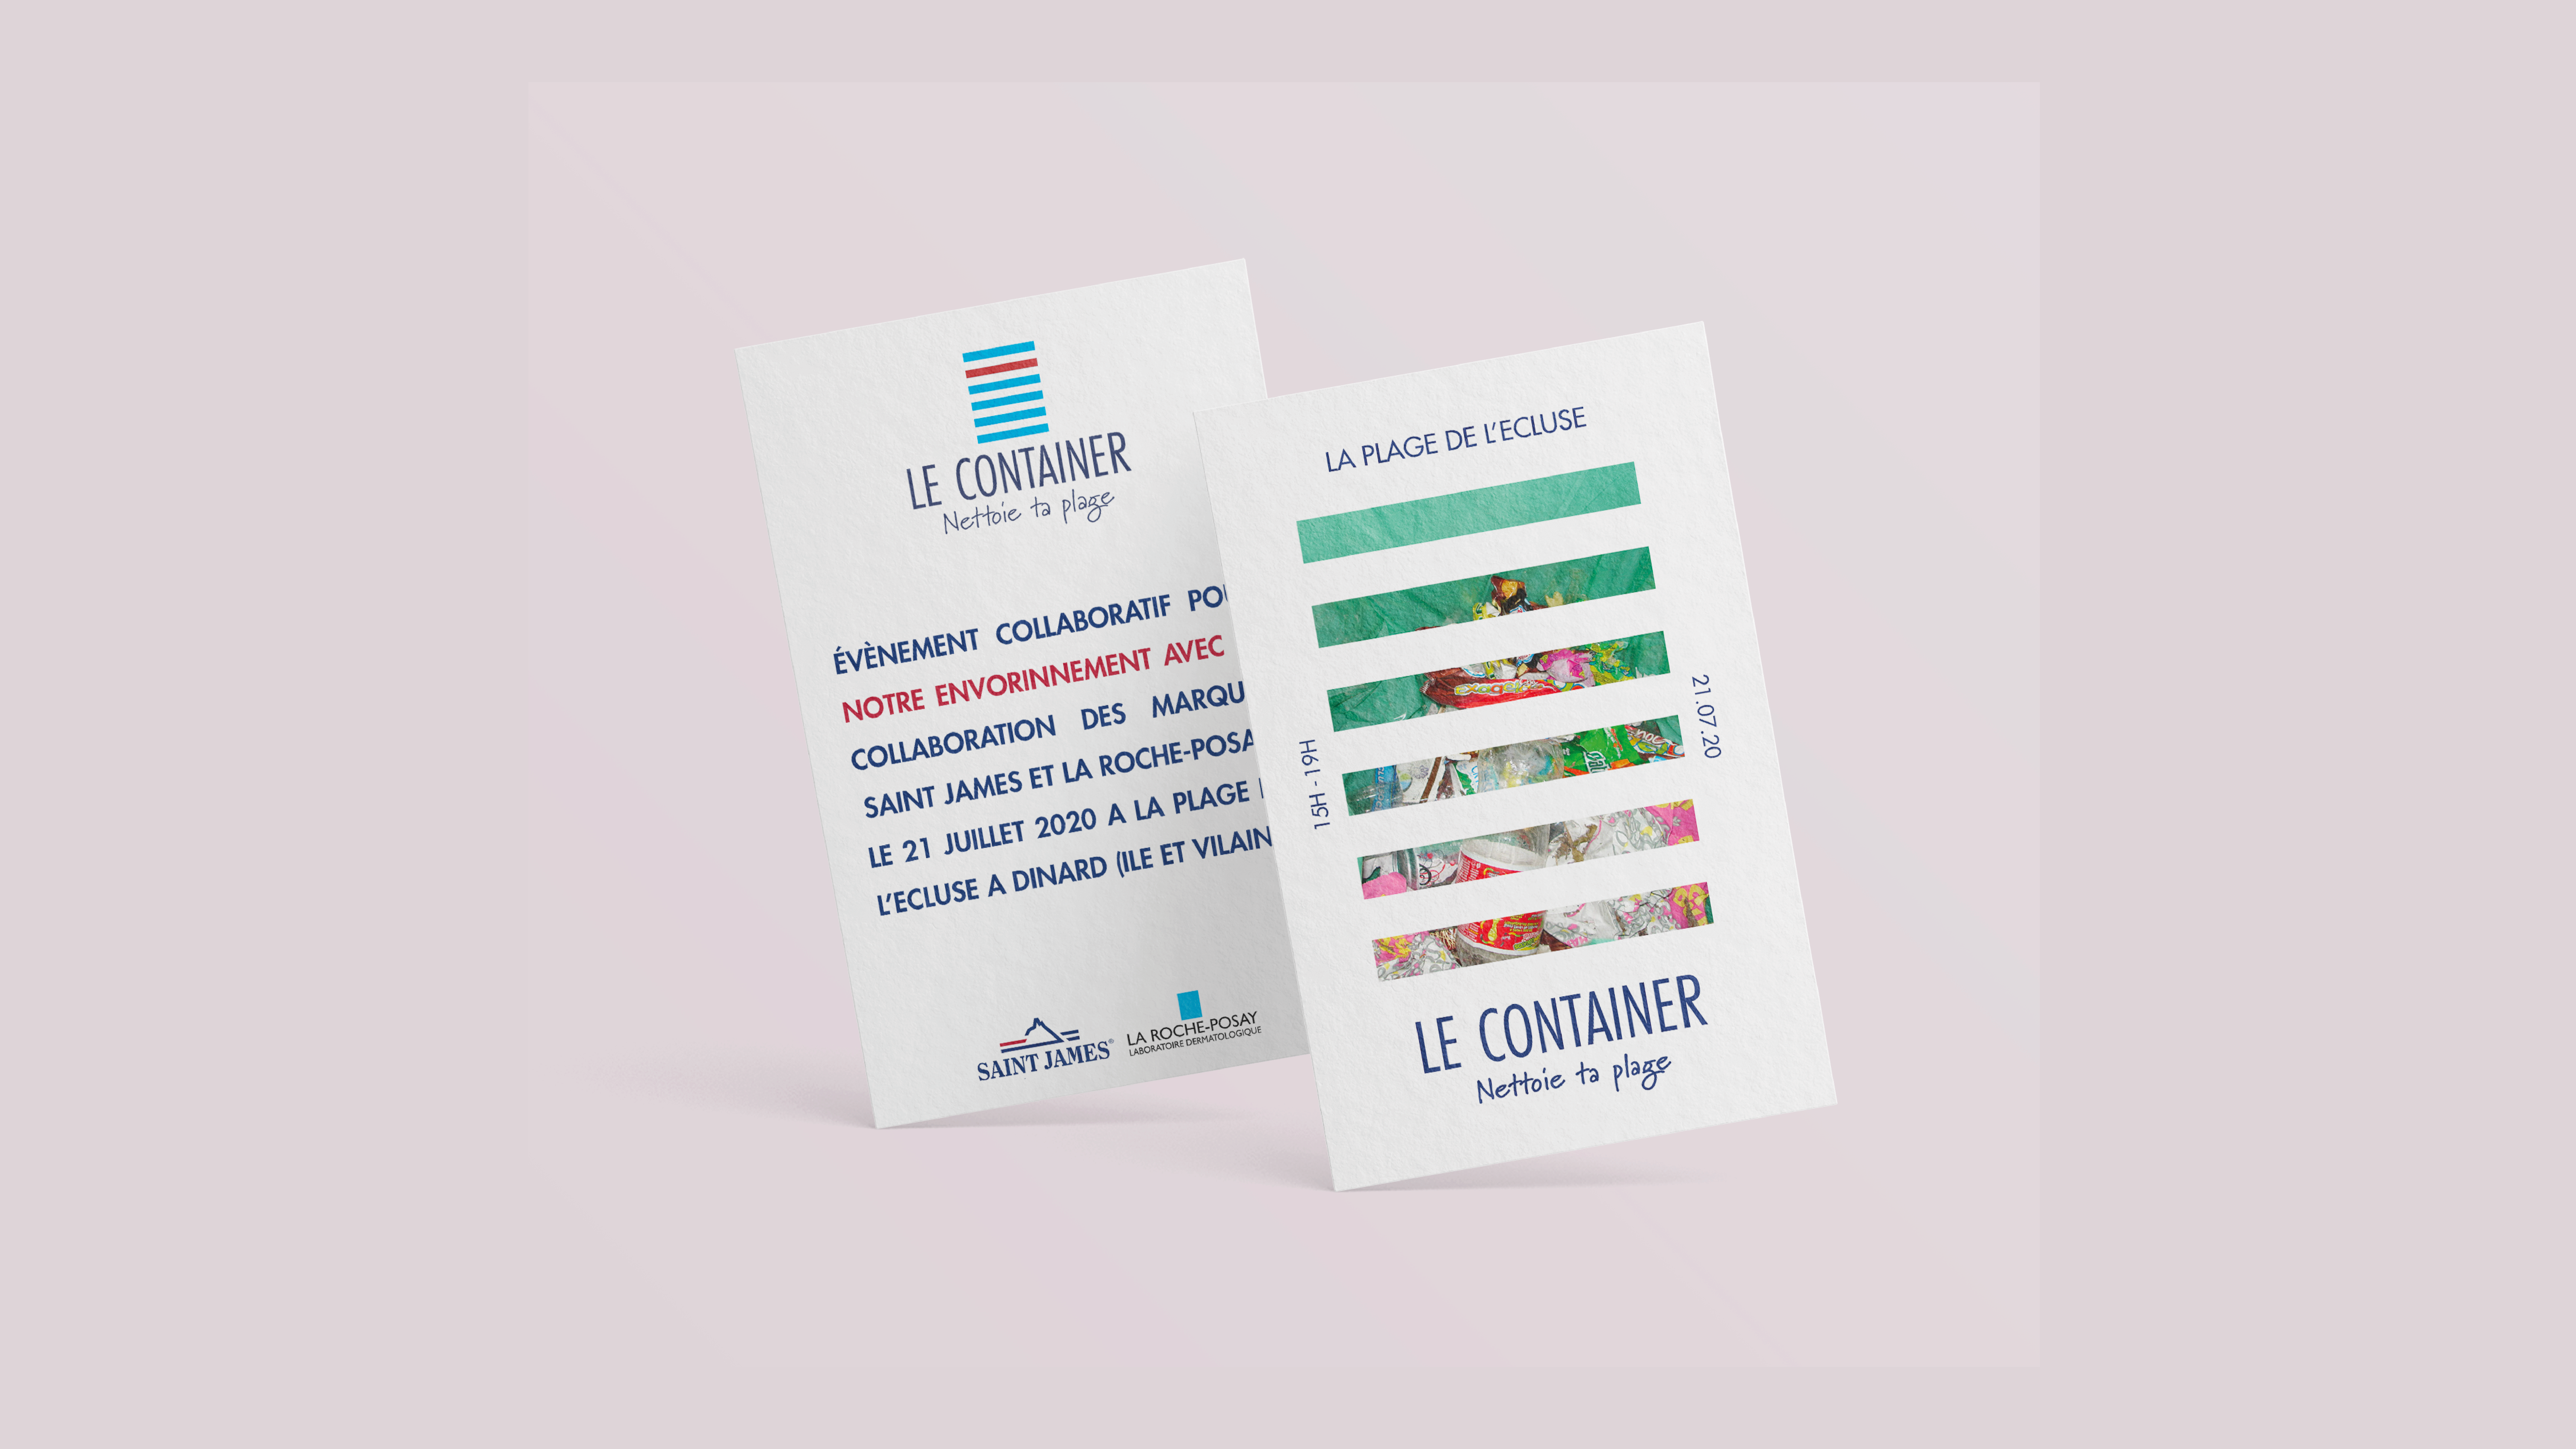 LE CONTAINER
Nettoie ta plage
ÉVÈNEMENT COLLABORATIF
NOTRE ENVORINNEMENT AVEC
COLLABORATION DES
SAINT JAMES ET LA
LE 21 JUILLET 2020 A LA PLAGE
L'ECLUSE A DINARD (ILE ET
SAINT JAMES®
LA ROCHE-POSAY
LABORATOIRE DERMATOLOGIQUE
LA PLAGE DE L'ECLUSE
15H - 19H
21.07.20
LE CONTAINER
Nettoie ta plage